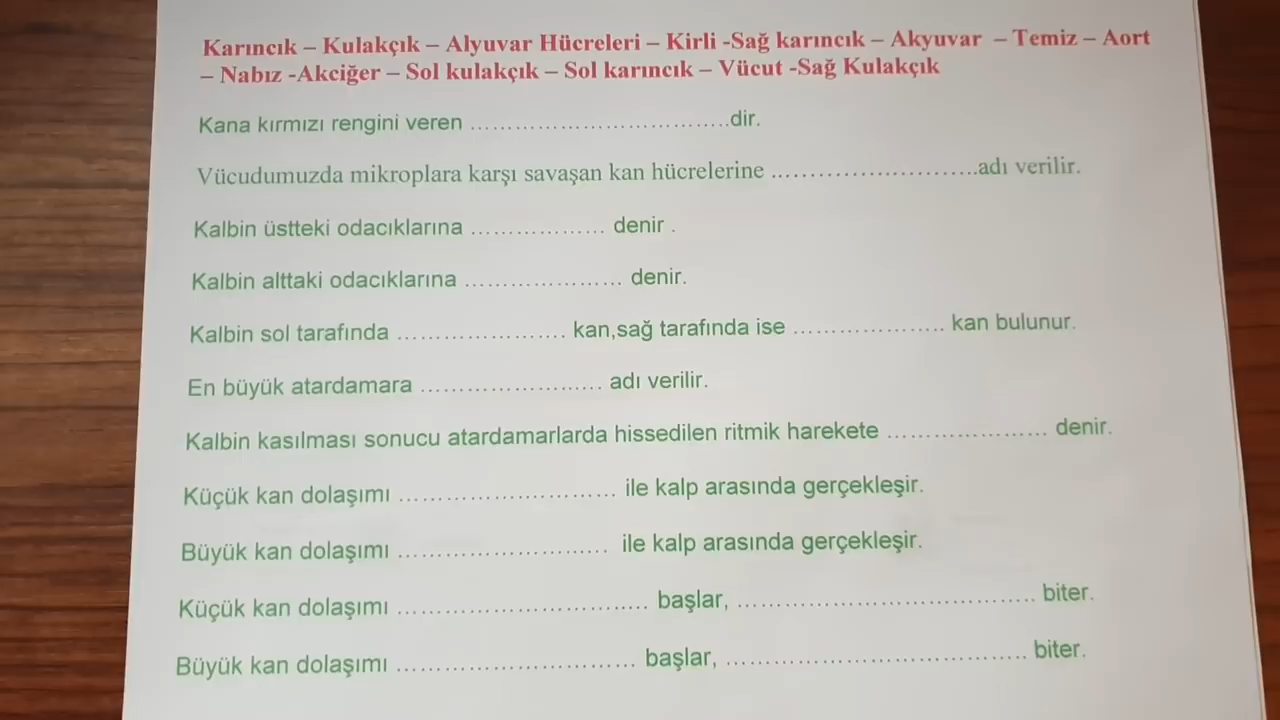 Karıncık – Kulakçık – Alyuvar Hücreleri – Kirli -Sağ karıncık – Akyuvar – Temiz – Aort
– Nabız -Akciğer – Sol kulakçık – Sol karıncık – Vücut -Sağ Kulakçık
Kana kırmızı rengini veren ..................................dir.
Vücudumuzda mikroplara karşı savaşan kan hücrelerine ...........................adı verilir.
Kalbin üstteki odacıklarına .................. denir .
Kalbin alttaki odacıklarına ..................... denir.
Kalbin sol tarafında ...................... kan,sağ tarafında ise .................... kan bulunur.
En büyük atardamara ........................ adı verilir.
Kalbin kasılması sonucu atardamarlarda hissedilen ritmik harekete ..................... denir.
Küçük kan dolaşımı ............................. ile kalp arasında gerçekleşir.
Büyük kan dolaşımı ............................ ile kalp arasında gerçekleşir.
Küçük kan dolaşımı ................................. başlar, ....................................... biter.
Büyük kan dolaşımı ................................ başlar, ........................................ biter.